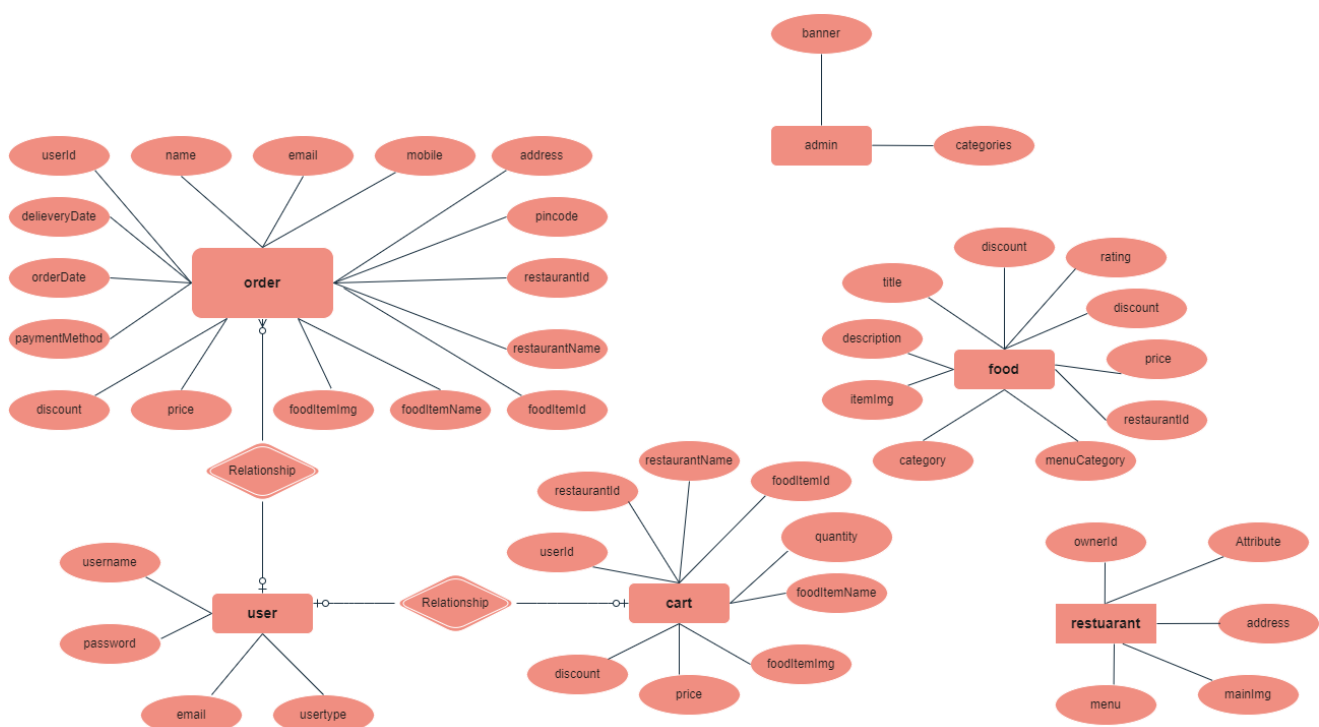 banner
admin
categories
userId
name
email
mobile
address
delieveryDate
pincode
orderDate
order
restaurantId
paymentMethod
restaurantName
discount
price
foodItemImg
foodItemName
foodItemId
discount
rating
title
discount
description
food
price
itemImg
restaurantId
category
menuCategory
Relationship
restaurantName
restaurantId
foodItemId
userId
quantity
username
user
Relationship
cart
foodItemName
password
discount
price
foodItemImg
email
usertype
ownerId
Attribute
restuarant
address
menu
mainImg